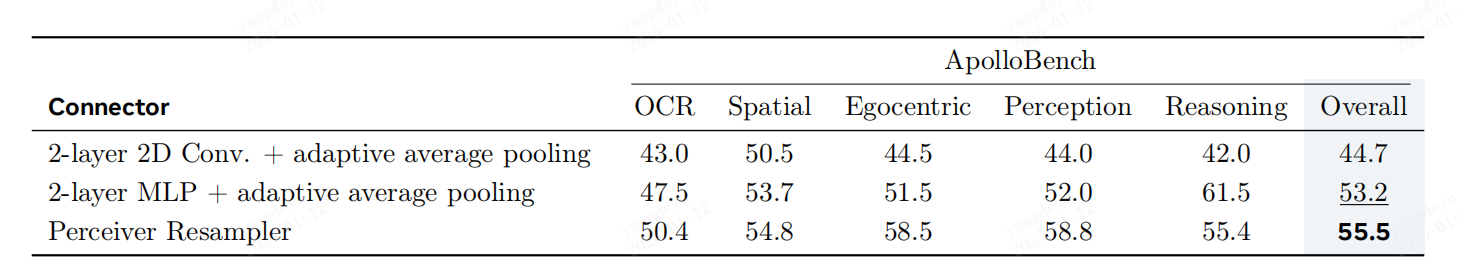 ApolloBench
Connector OCR Spatial Egocentric Perception Reasoning Overall
2-layer 2D Conv. + adaptive average pooling 43.0 50.5 44.5 44.0 42.0 44.7
2-layer MLP + adaptive average pooling 47.5 53.7 51.5 52.0 61.5 53.2
Perceiver Resampler 50.4 54.8 58.5 58.8 55.4 55.5